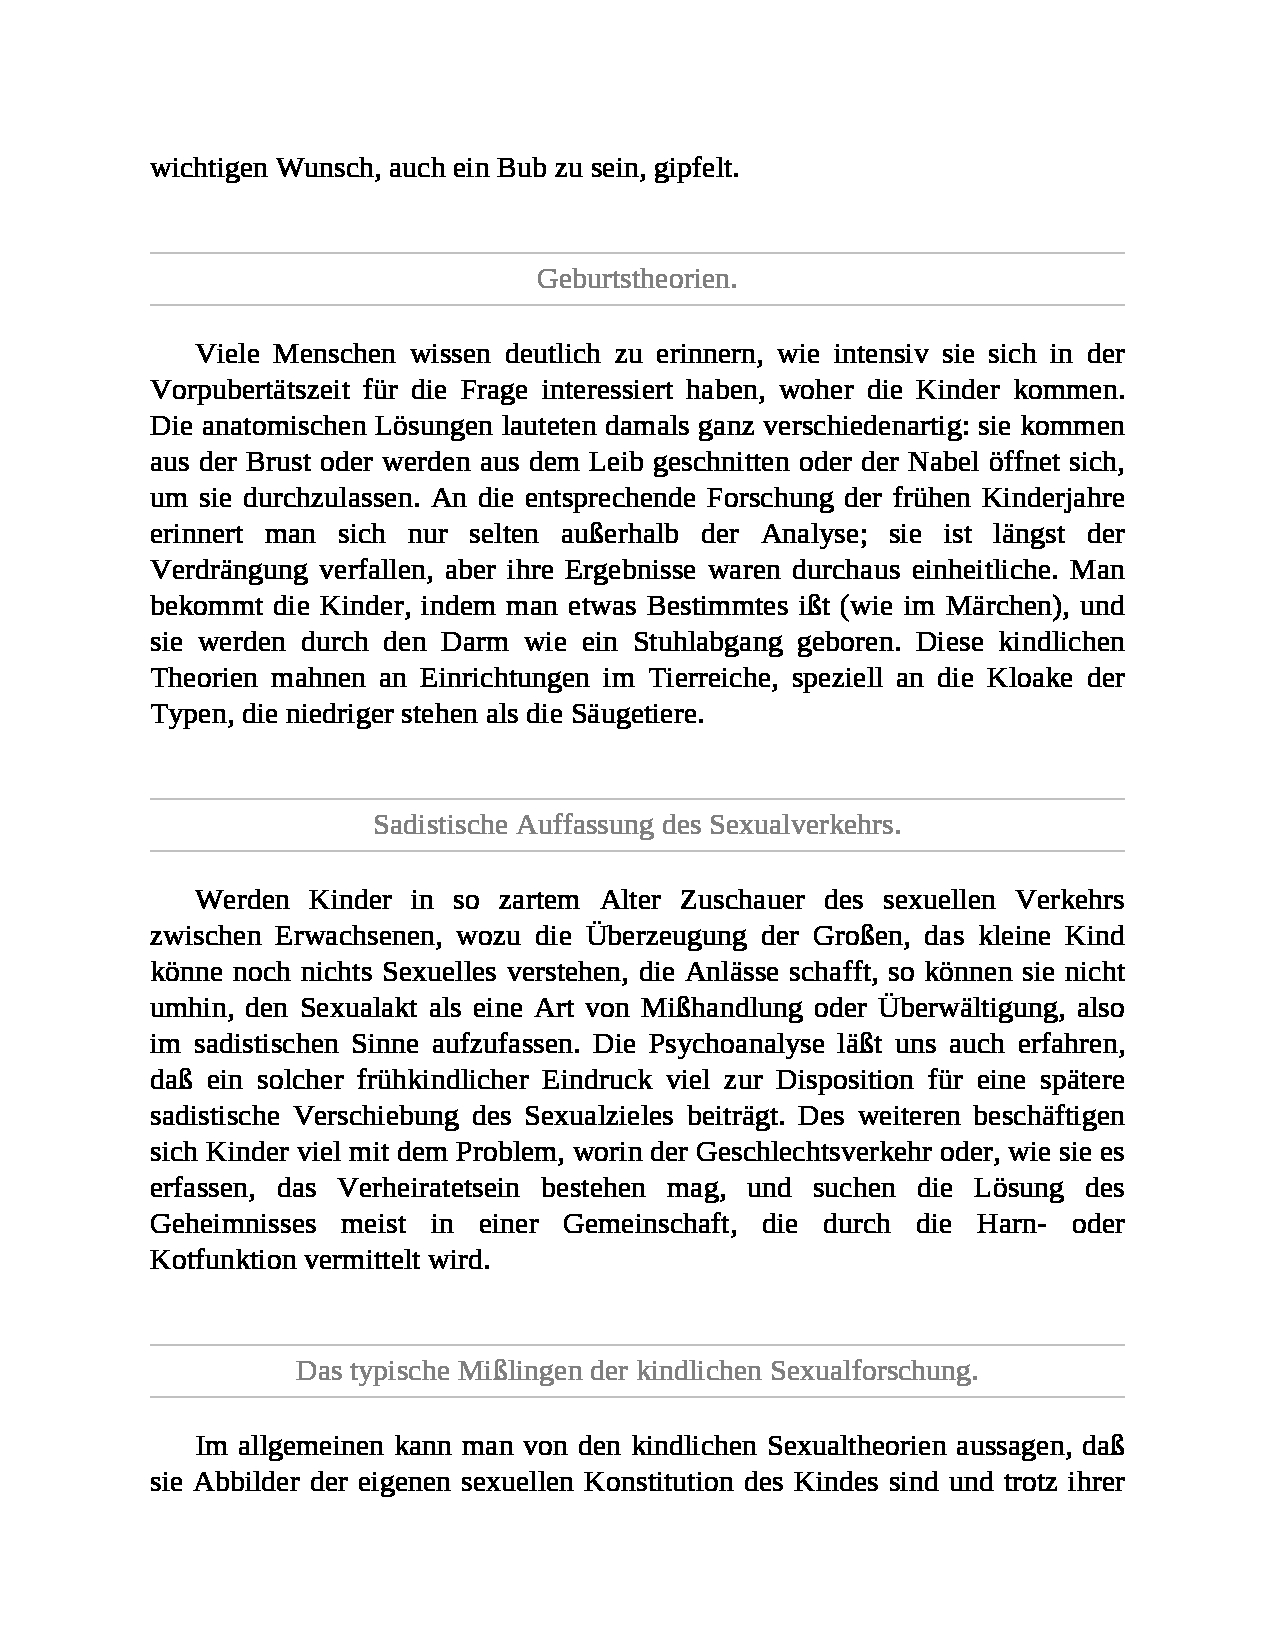 wichtigen Wunsch, auch ein Bub zu sein, gipfelt.
Geburtstheorien.
Viele Menschen wissen deutlich zu erinnern, wie intensiv sie sich in der
Vorpubertätszeit für die Frage interessiert haben, woher die Kinder kommen.
Die anatomischen Lösungen lauteten damals ganz verschiedenartig: sie kommen
aus der Brust oder werden aus dem Leib geschnitten oder der Nabel öffnet sich,
um sie durchzulassen. An die entsprechende Forschung der frühen Kinderjahre
erinnert man sich nur selten außerhalb der Analyse; sie ist längst der
Verdrängung verfallen, aber ihre Ergebnisse waren durchaus einheitliche. Man
bekommt die Kinder, indem man etwas Bestimmtes ißt (wie im Märchen), und
sie werden durch den Darm wie ein Stuhlabgang geboren. Diese kindlichen
Theorien mahnen an Einrichtungen im Tierreiche, speziell an die Kloake der
Typen, die niedriger stehen als die Säugetiere.
Sadistische Auffassung des Sexualverkehrs.
Werden Kinder in so zartem Alter Zuschauer des sexuellen Verkehrs
zwischen Erwachsenen, wozu die Überzeugung der Großen, das kleine Kind
könne noch nichts Sexuelles verstehen, die Anlässe schafft, so können sie nicht
umhin, den Sexualakt als eine Art von Mißhandlung oder Überwältigung, also
im sadistischen Sinne aufzufassen. Die Psychoanalyse läßt uns auch erfahren,
daß ein solcher frühkindlicher Eindruck viel zur Disposition für eine spätere
sadistische Verschiebung des Sexualzieles beiträgt. Des weiteren beschäftigen
sich Kinder viel mit dem Problem, worin der Geschlechtsverkehr oder, wie sie es
erfassen, das Verheiratetsein bestehen mag, und suchen die Lösung des
Geheimnisses meist in einer Gemeinschaft, die durch die Harn- oder
Kotfunktion vermittelt wird.
Das typische Mißlingen der kindlichen Sexualforschung.
Im allgemeinen kann man von den kindlichen Sexualtheorien aussagen, daß
sie Abbilder der eigenen sexuellen Konstitution des Kindes sind und trotz ihrer